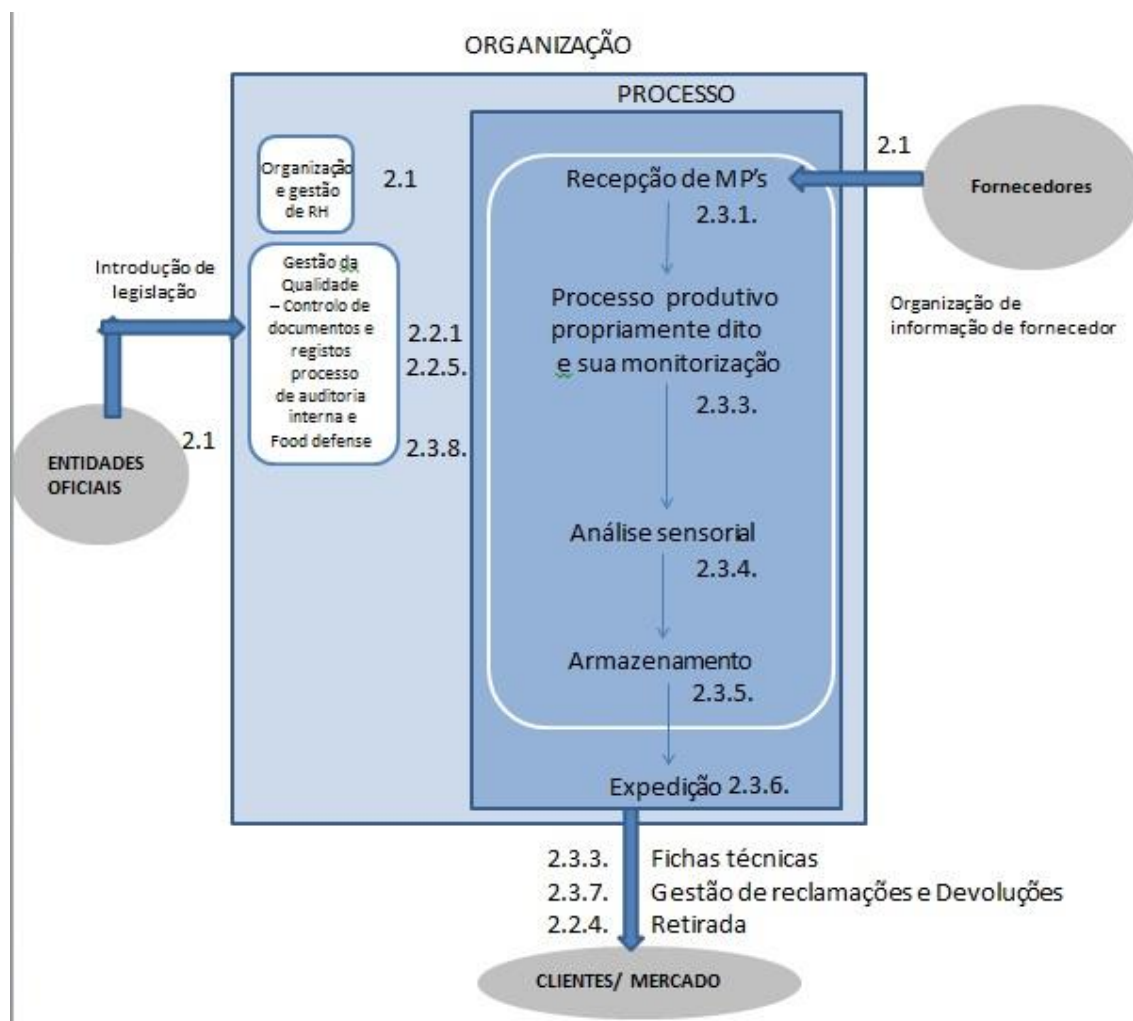 ORGANIZAÇÃO
PROCESSO
Organização
e gestão
de RH
2.1
Recepção de MP's
2.3.1.
2.1
Fornecedores
Introdução de
legislação
Gestão da
Qualidade
– Controlo de
documentos e
registos
processo
de auditoria
interna e
Food defense
2.2.1
2.2.5.
2.3.8.
Processo produtivo
propriamente dito
e sua monitorização
2.3.3.
Organização de
informação de fornecedor
2.1
ENTIDADES
OFICIAIS
Análise sensorial
2.3.4.
Armazenamento
2.3.5.
Expedição 2.3.6.
2.3.3. Fichas técnicas
2.3.7. Gestão de reclamações e Devoluções
2.2.4. Retirada
CLIENTES/ MERCADO